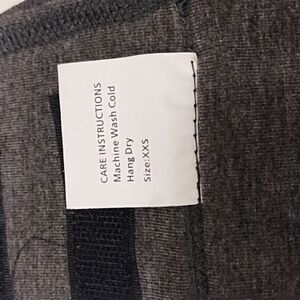 CARE INSTRUCTIONS
Machine Wash Cold
Hang Dry
Size:XXS